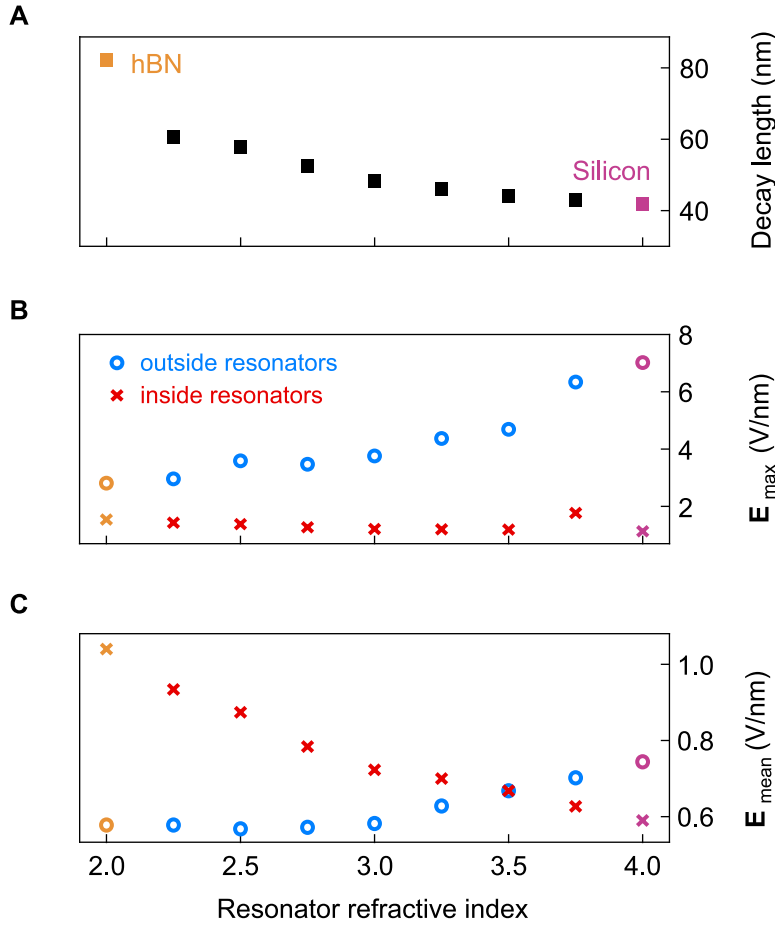 A
hBN
Silicon
80
60
40
Decay length (nm)
B
outside resonators
inside resonators
8
6
4
2
E max (V/nm)
C
1.0
0.8
0.6
E mean (V/nm)
2.0 2.5 3.0 3.5 4.0
Resonator refractive index